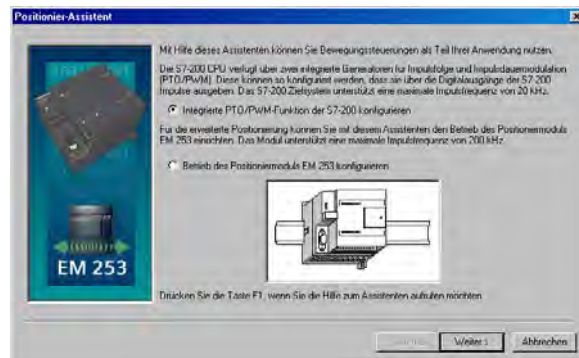 Positionier-Assistent
Mit Hilfe dieses Assistenten können Sie Bewegungssteuerungen als Teil Ihrer Anwendung nutzen.
Die S7-200 CPU verfügt über zwei integrierte Generatoren für Impulsfolge und Impulsdauermodulation
(PTO/PWM). Diese können so konfiguriert werden, dass sie über die Digitalausgänge der S7-200
Impulse ausgeben. Das S7-200 Zielsystem unterstützt eine maximale Impulsfrequenz von 20 kHz.
Integrierte PTO/PWM-Funktion der S7-200 konfigurieren
Für die erweiterte Positionierung können Sie mit diesem Assistenten den Betrieb des Positioniermoduls
EM 253 einrichten. Das Modul unterstützt eine maximale Impulsfrequenz von 200 kHz.
Betrieb des Positioniermoduls EM 253 konfigurieren
EM 253
Drücken Sie die Taste F1, wenn Sie die Hilfe zum Assistenten aufrufen möchten.
Weiter >
Abbrechen